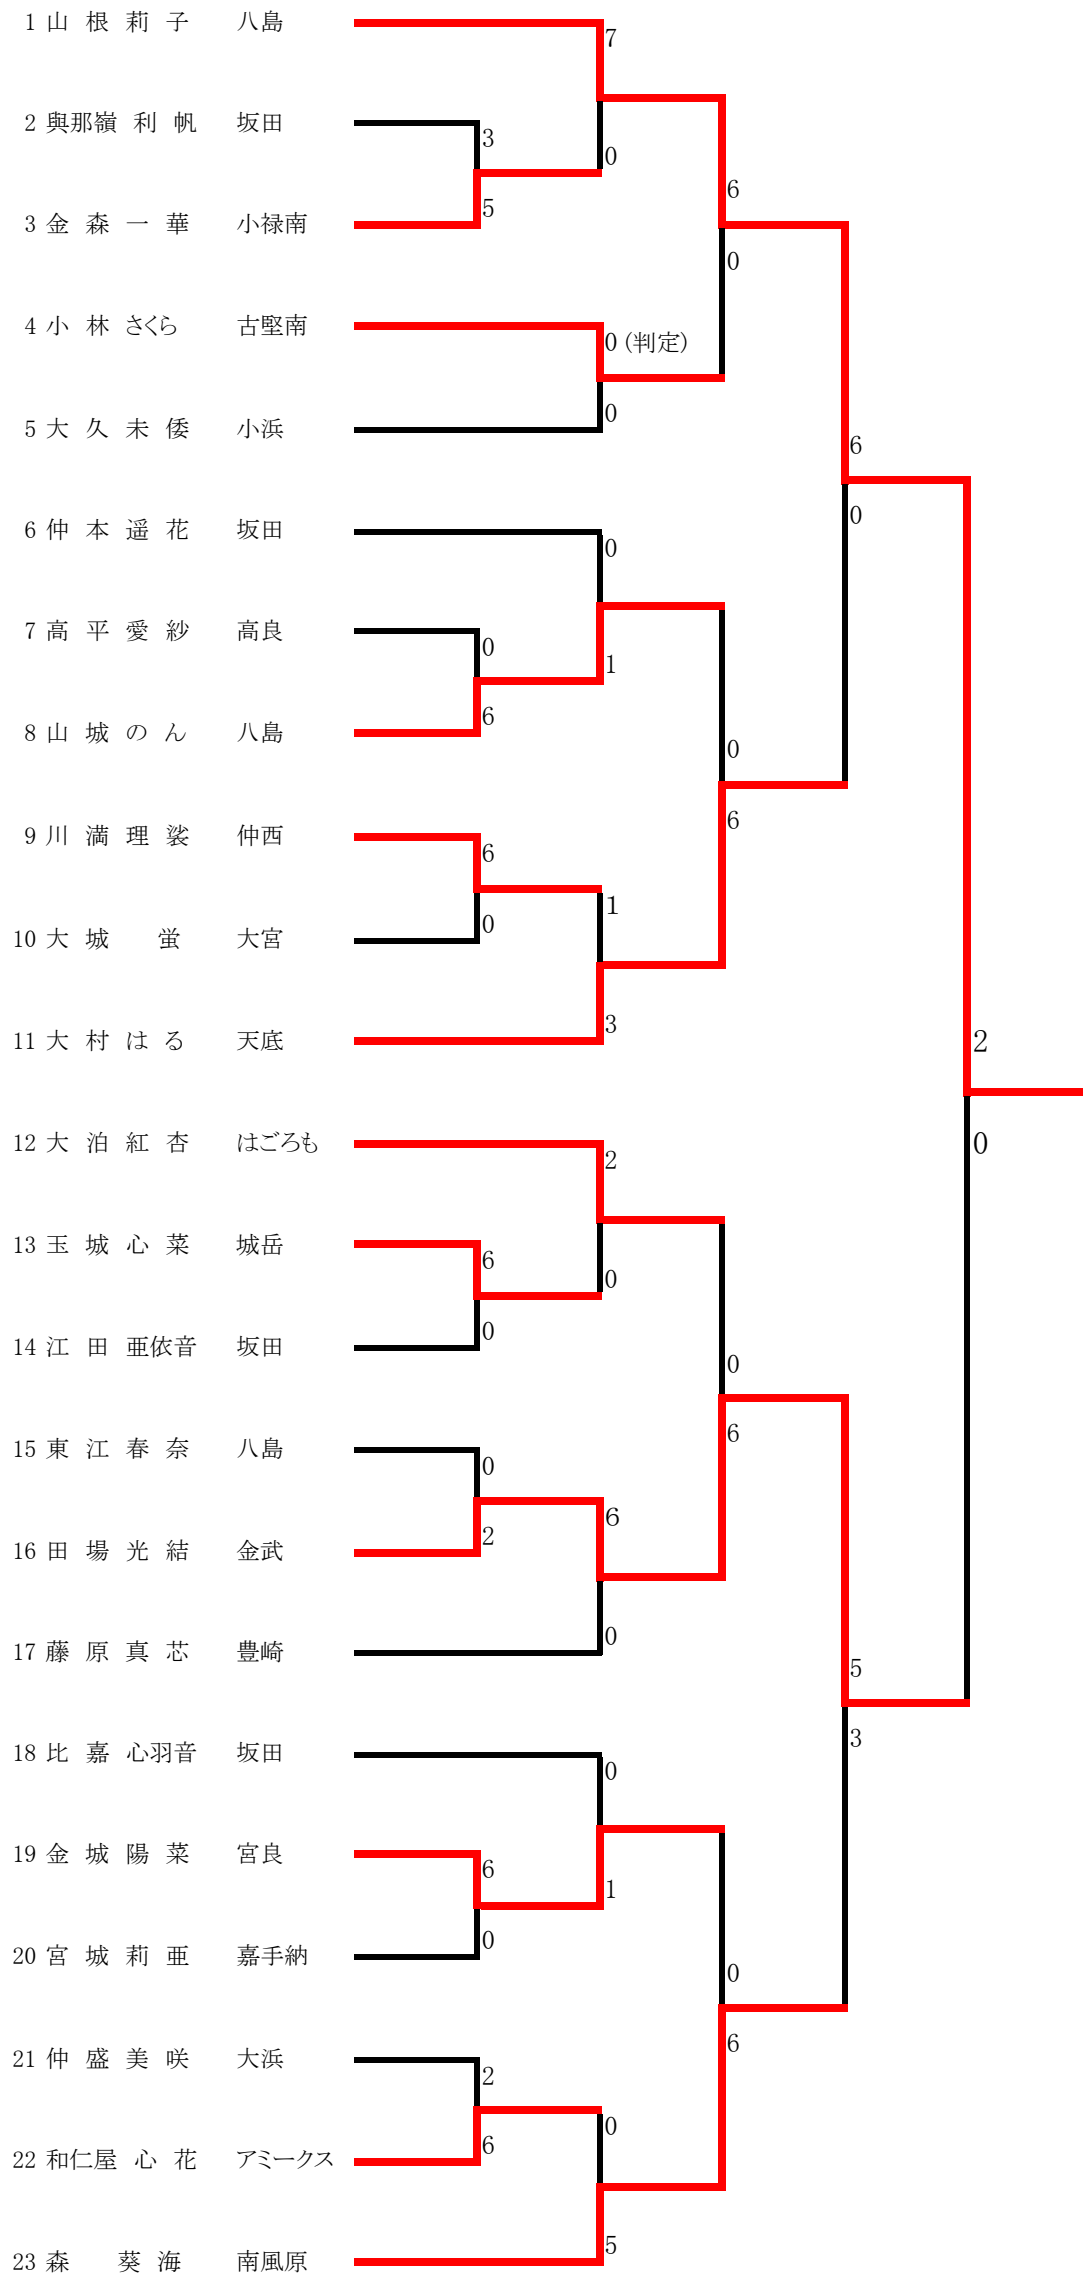 1 山 根 莉 子 八島
7
2 與那嶺 利 帆 坂田
3
0
6
5
3 金 森 一 華 小禄南
0
4 小 林 さくら 古堅南
0 (判定)
0
5 大 久 未 倭 小浜
6
0
6 仲 本 遥 花 坂田
0
7 高 平 愛 紗 高良
0
1
6
8 山 城 の ん 八島
0
6
9 川 満 理 裟 仲西
6
1
0
10 大 城 蛍 大宮
3
11 大 村 は る 天底
2
12 大 泊 紅 杏 はごろも
0
2
13 玉 城 心 菜 城岳
6
0
0
14 江 田 亜依音 坂田
0
6
15 東 江 春 奈 八島
0
6
2
16 田 場 光 結 金武
0
17 藤 原 真 芯 豊崎
5
3
18 比 嘉 心羽音 坂田
0
19 金 城 陽 菜 宮良
6
1
0
20 宮 城 莉 亜 嘉手納
0
6
21 仲 盛 美 咲 大浜
2
0
6
22 和仁屋 心 花 アミークス
5
23 森 葵 海 南風原